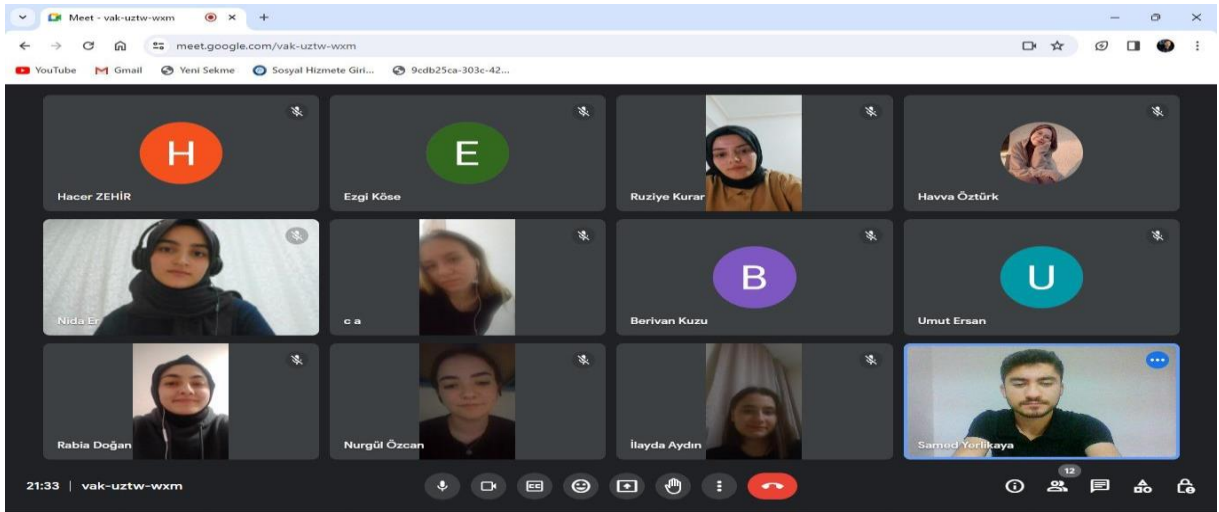 Meet - vak-uztw-wxm
meet.google.com/vak-uztw-wxm
YouTube Gmail Yeni Sekme Sosyal Hizmete Giri... 9cdb25ca-303c-42...
H E
Hacer ZEHİR Ezgi Köse Ruziye Kurar Havva Öztürk
B U
Nida Er c a Berivan Kuzu Umut Ersan
Rabia Doğan Nurgül Özcan İlayda Aydın Samed Yerlikaya
12
21:33 | vak-uztw-wxm
CC